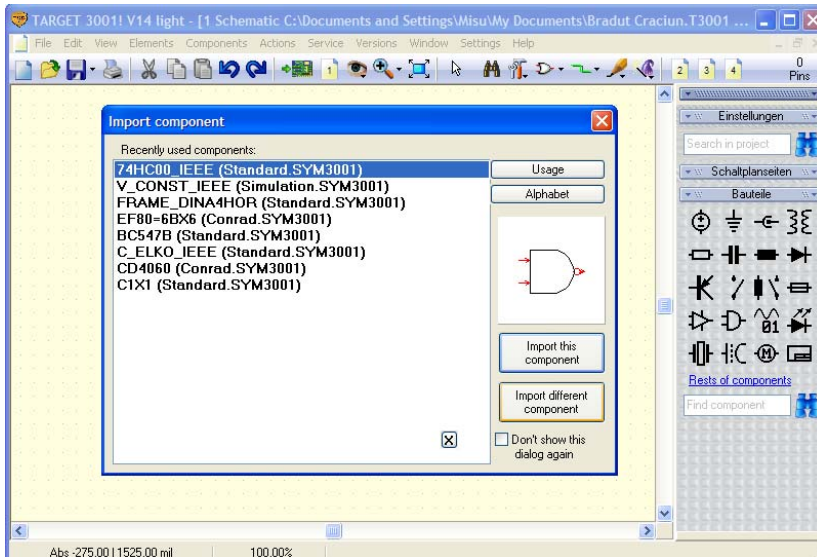 TARGET 3001! V14 light - [1 Schematic C:\Documents and Settings\Misu\My Documents\Bradut Craciun.T3001 ...
File Edit View Elements Components Actions Service Versions Window Settings Help
1
2 3 4
0
Pins
Import component
Recently used components:
74HC00_IEEE (Standard.SYM3001)
V_CONST_IEEE (Simulation.SYM3001)
FRAME_DINA4HOR (Standard.SYM3001)
EF80=6BX6 (Conrad.SYM3001)
BC547B (Standard.SYM3001)
C_ELKO_IEEE (Standard.SYM3001)
CD4060 (Conrad.SYM3001)
C1X1 (Standard.SYM3001)
Usage
Alphabet
Import this
component
Import different
component
Don't show this
dialog again
Einstellungen
Search in project
Schaltplanseiten
Bauteile
01
M
Rests of components
Find component
Abs -275.00 | 1525.00 mil 100.00%